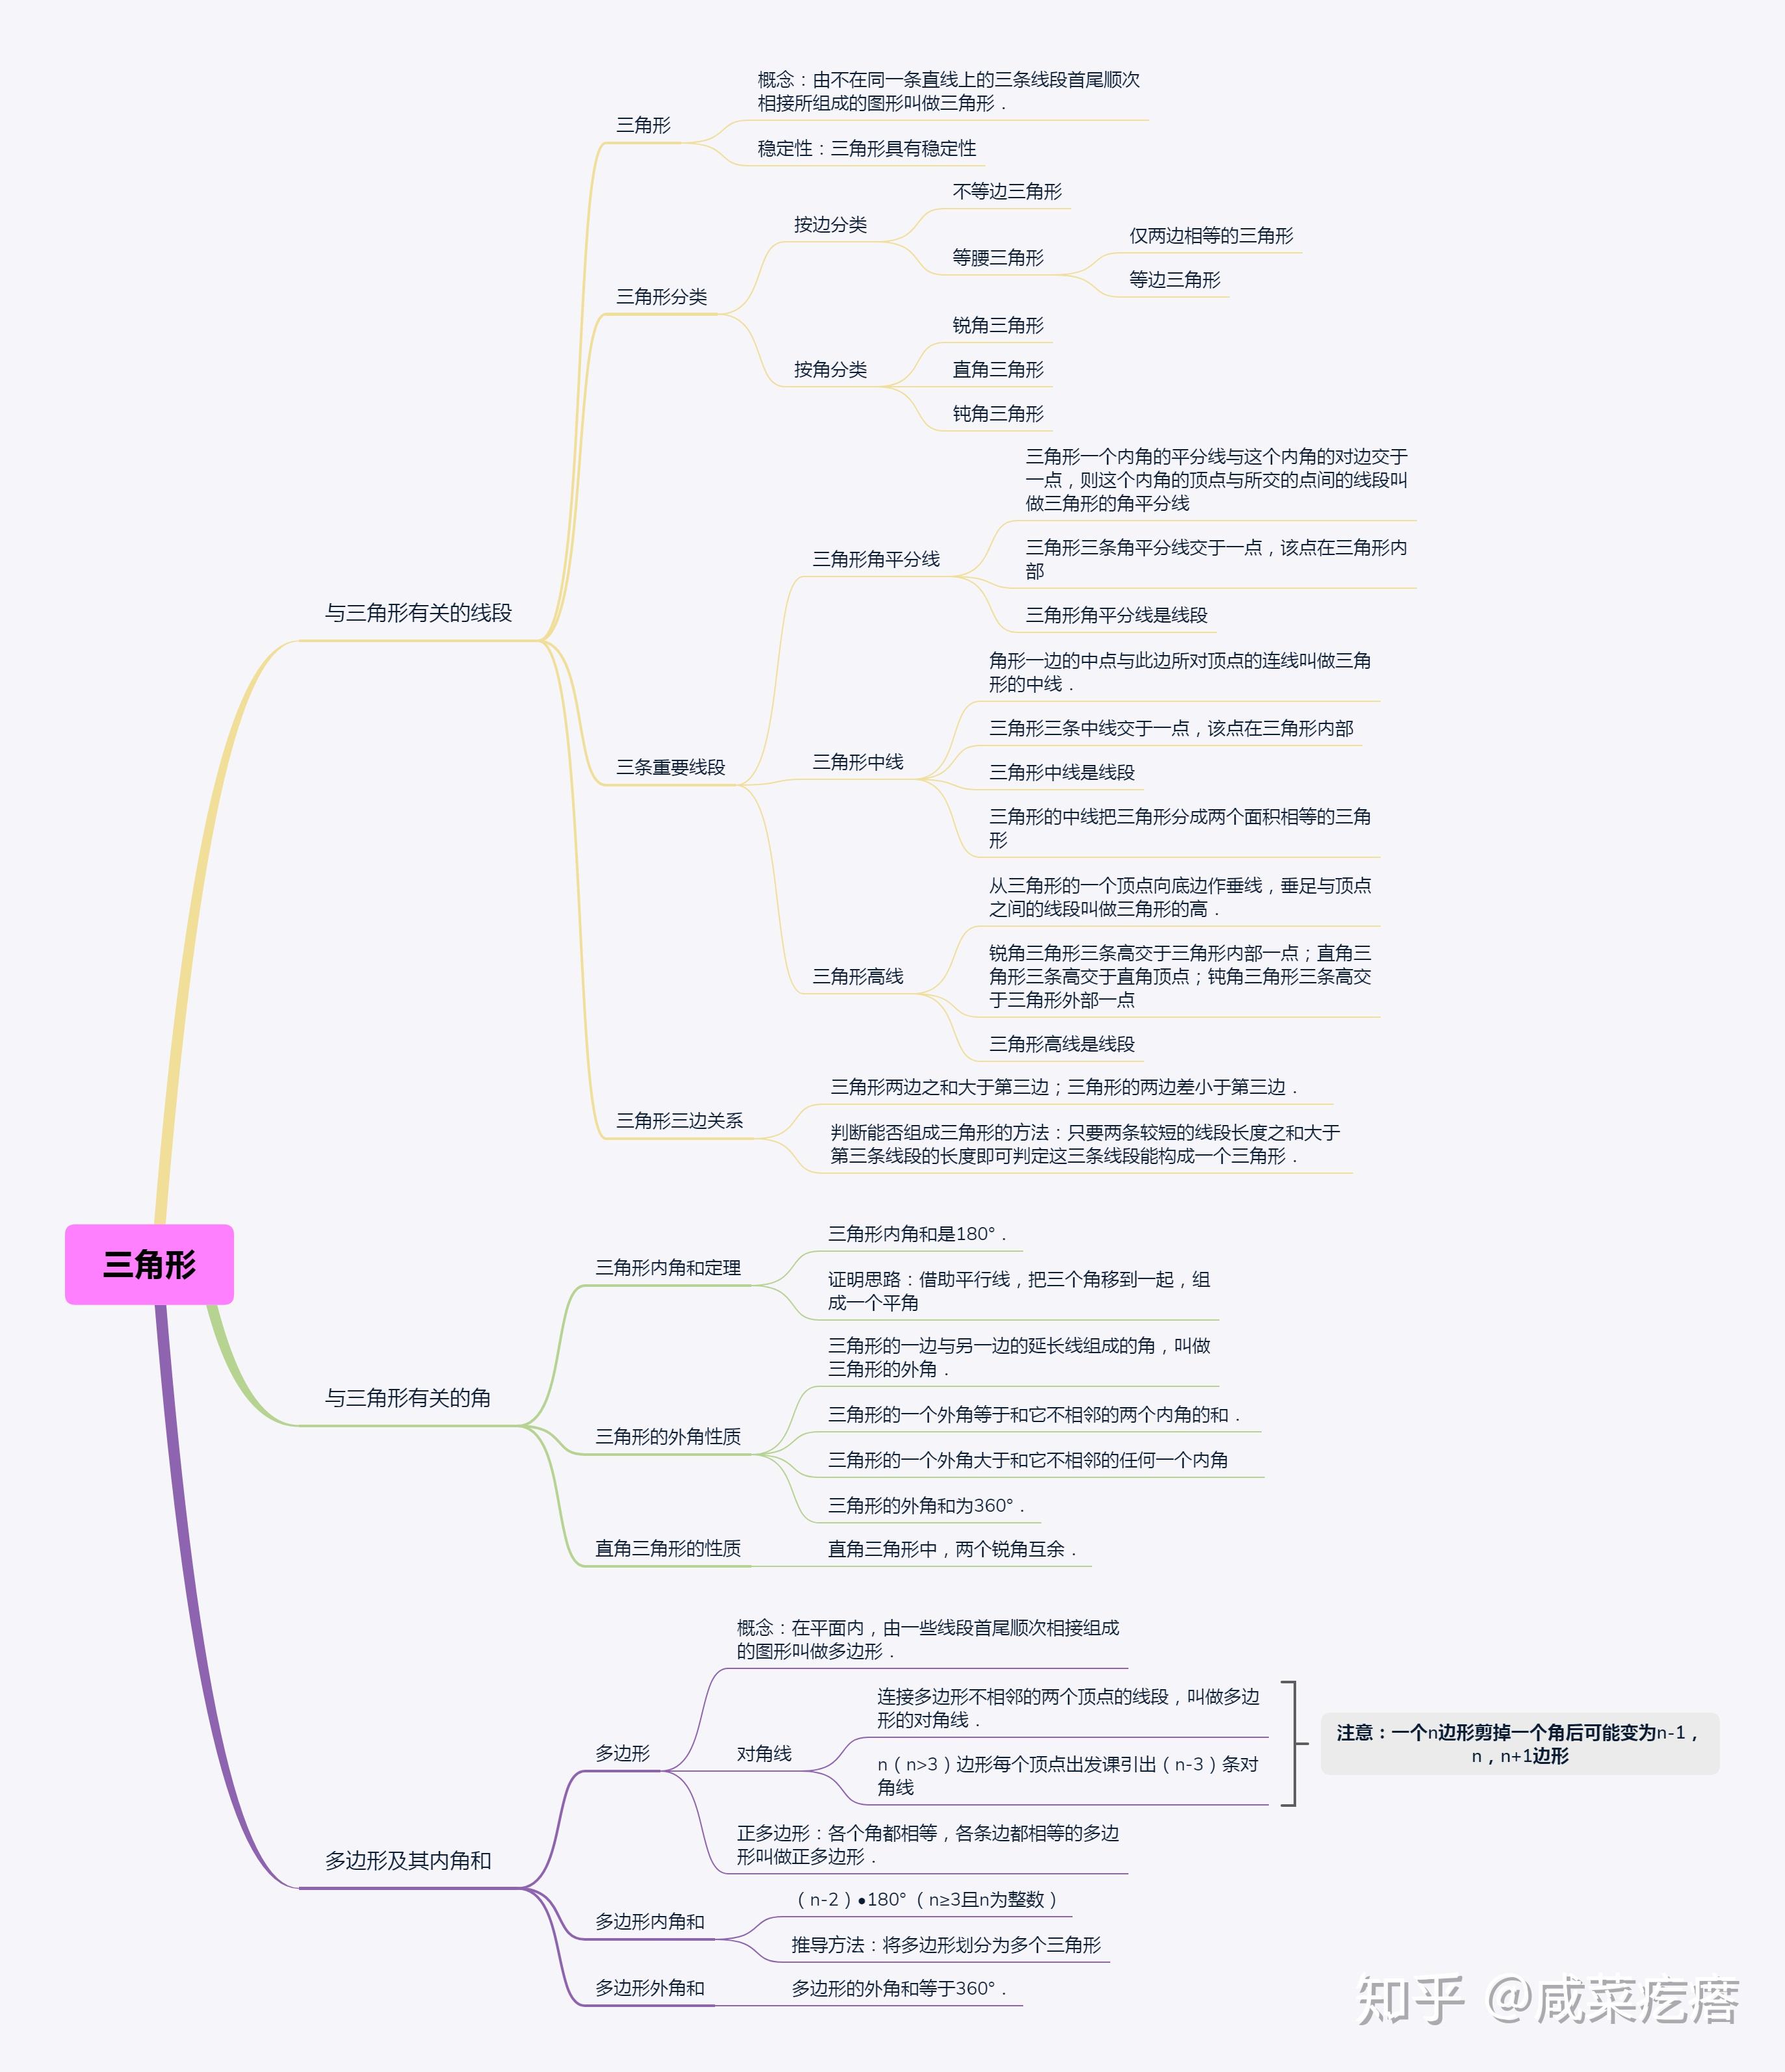 三角形
与三角形有关的线段
三角形
概念：由不在同一条直线上的三条线段首尾顺次
相接所组成的图形叫做三角形．
稳定性：三角形具有稳定性
三角形分类
按边分类
不等边三角形
等腰三角形
仅两边相等的三角形
等边三角形
按角分类
锐角三角形
直角三角形
钝角三角形
三条重要线段
三角形角平分线
三角形一个内角的平分线与这个内角的对边交于
一点，则这个内角的顶点与所交的点间的线段叫
做三角形的角平分线
三角形三条角平分线交于一点，该点在三角形内
部
三角形角平分线是线段
三角形中线
角形一边的中点与此边所对顶点的连线叫做三角
形的中线．
三角形三条中线交于一点，该点在三角形内部
三角形中线是线段
三角形的中线把三角形分成两个面积相等的三角
形
三角形高线
从三角形的一个顶点向底边作垂线，垂足与顶点
之间的线段叫做三角形的高．
锐角三角形三条高交于三角形内部一点；直角三
角形三条高交于直角顶点；钝角三角形三条高交
于三角形外部一点
三角形高线是线段
三角形三边关系
三角形两边之和大于第三边；三角形的两边差小于第三边．
判断能否组成三角形的方法：只要两条较短的线段长度之和大于
第三条线段的长度即可判定这三条线段能构成一个三角形．
与三角形有关的角
三角形内角和定理
三角形内角和是180°．
证明思路：借助平行线，把三个角移到一起，组
成一个平角
三角形的外角性质
三角形的一边与另一边的延长线组成的角，叫做
三角形的外角．
三角形的一个外角等于和它不相邻的两个内角的和．
三角形的一个外角大于和它不相邻的任何一个内角
三角形的外角和为360°．
直角三角形的性质
直角三角形中，两个锐角互余．
多边形及其内角和
多边形
概念：在平面内，由一些线段首尾顺次相接组成
的图形叫做多边形．
对角线
连接多边形不相邻的两个顶点的线段，叫做多边
形的对角线．
n（n>3）边形每个顶点出发课引出（n-3）条对
角线
注意：一个n边形剪掉一个角后可能变为n-1，
n，n+1边形
正多边形：各个角都相等，各条边都相等的多边
形叫做正多边形．
多边形内角和
（n-2）•180°（n≥3且n为整数）
推导方法：将多边形划分为多个三角形
多边形外角和
多边形的外角和等于360°．
知乎 @咸菜疙瘩